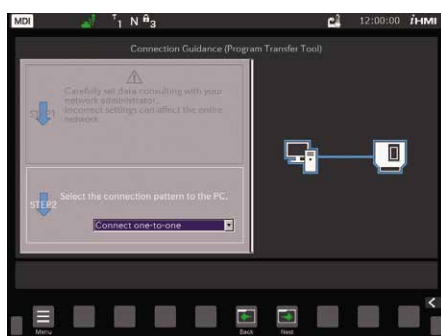 MDI
T1 N
3
12:00:00 iHMI
Connection Guidance (Program Transfer Tool)
STEP1
Carefully set data consulting with your
network administrator.
Incorrect settings can affect the entire
network.
STEP2
Select the connection pattern to the PC.
Connect one-to-one
Menu
Back
Next